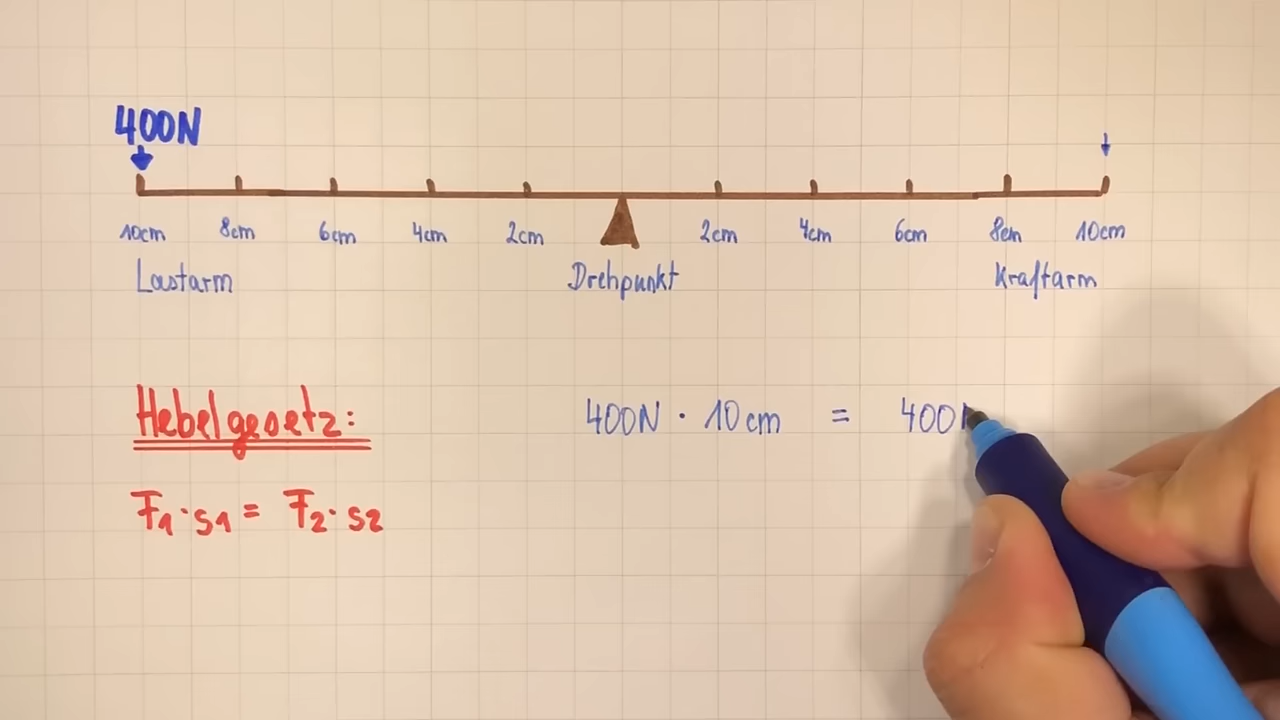 400N
10cm 8cm 6cm 4cm 2cm 2cm 4cm 6cm 8cm 10cm
Lastarm Drehpunkt Kraftarm
Hebelgesetz:
400N · 10cm = 400N
F₁·s₁ = F₂·s₂